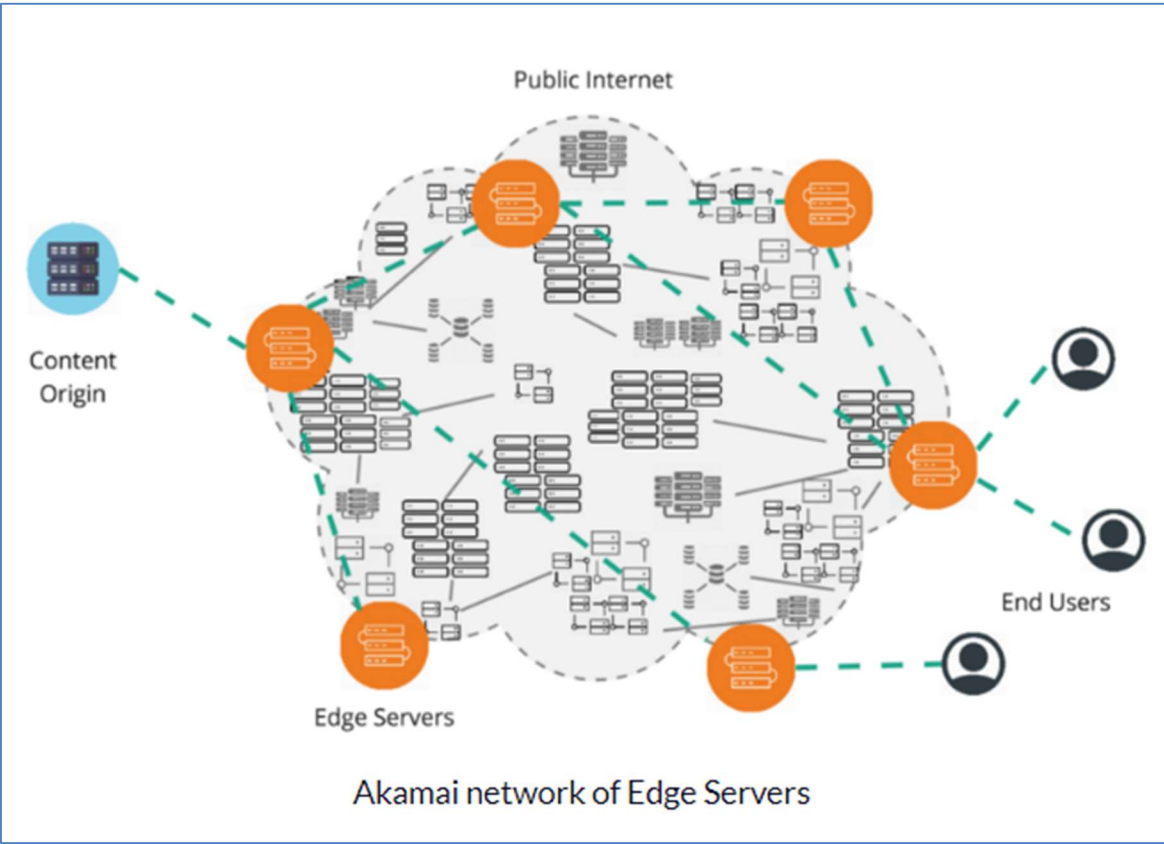 Public Internet
Content
Origin
End Users
Edge Servers
Akamai network of Edge Servers